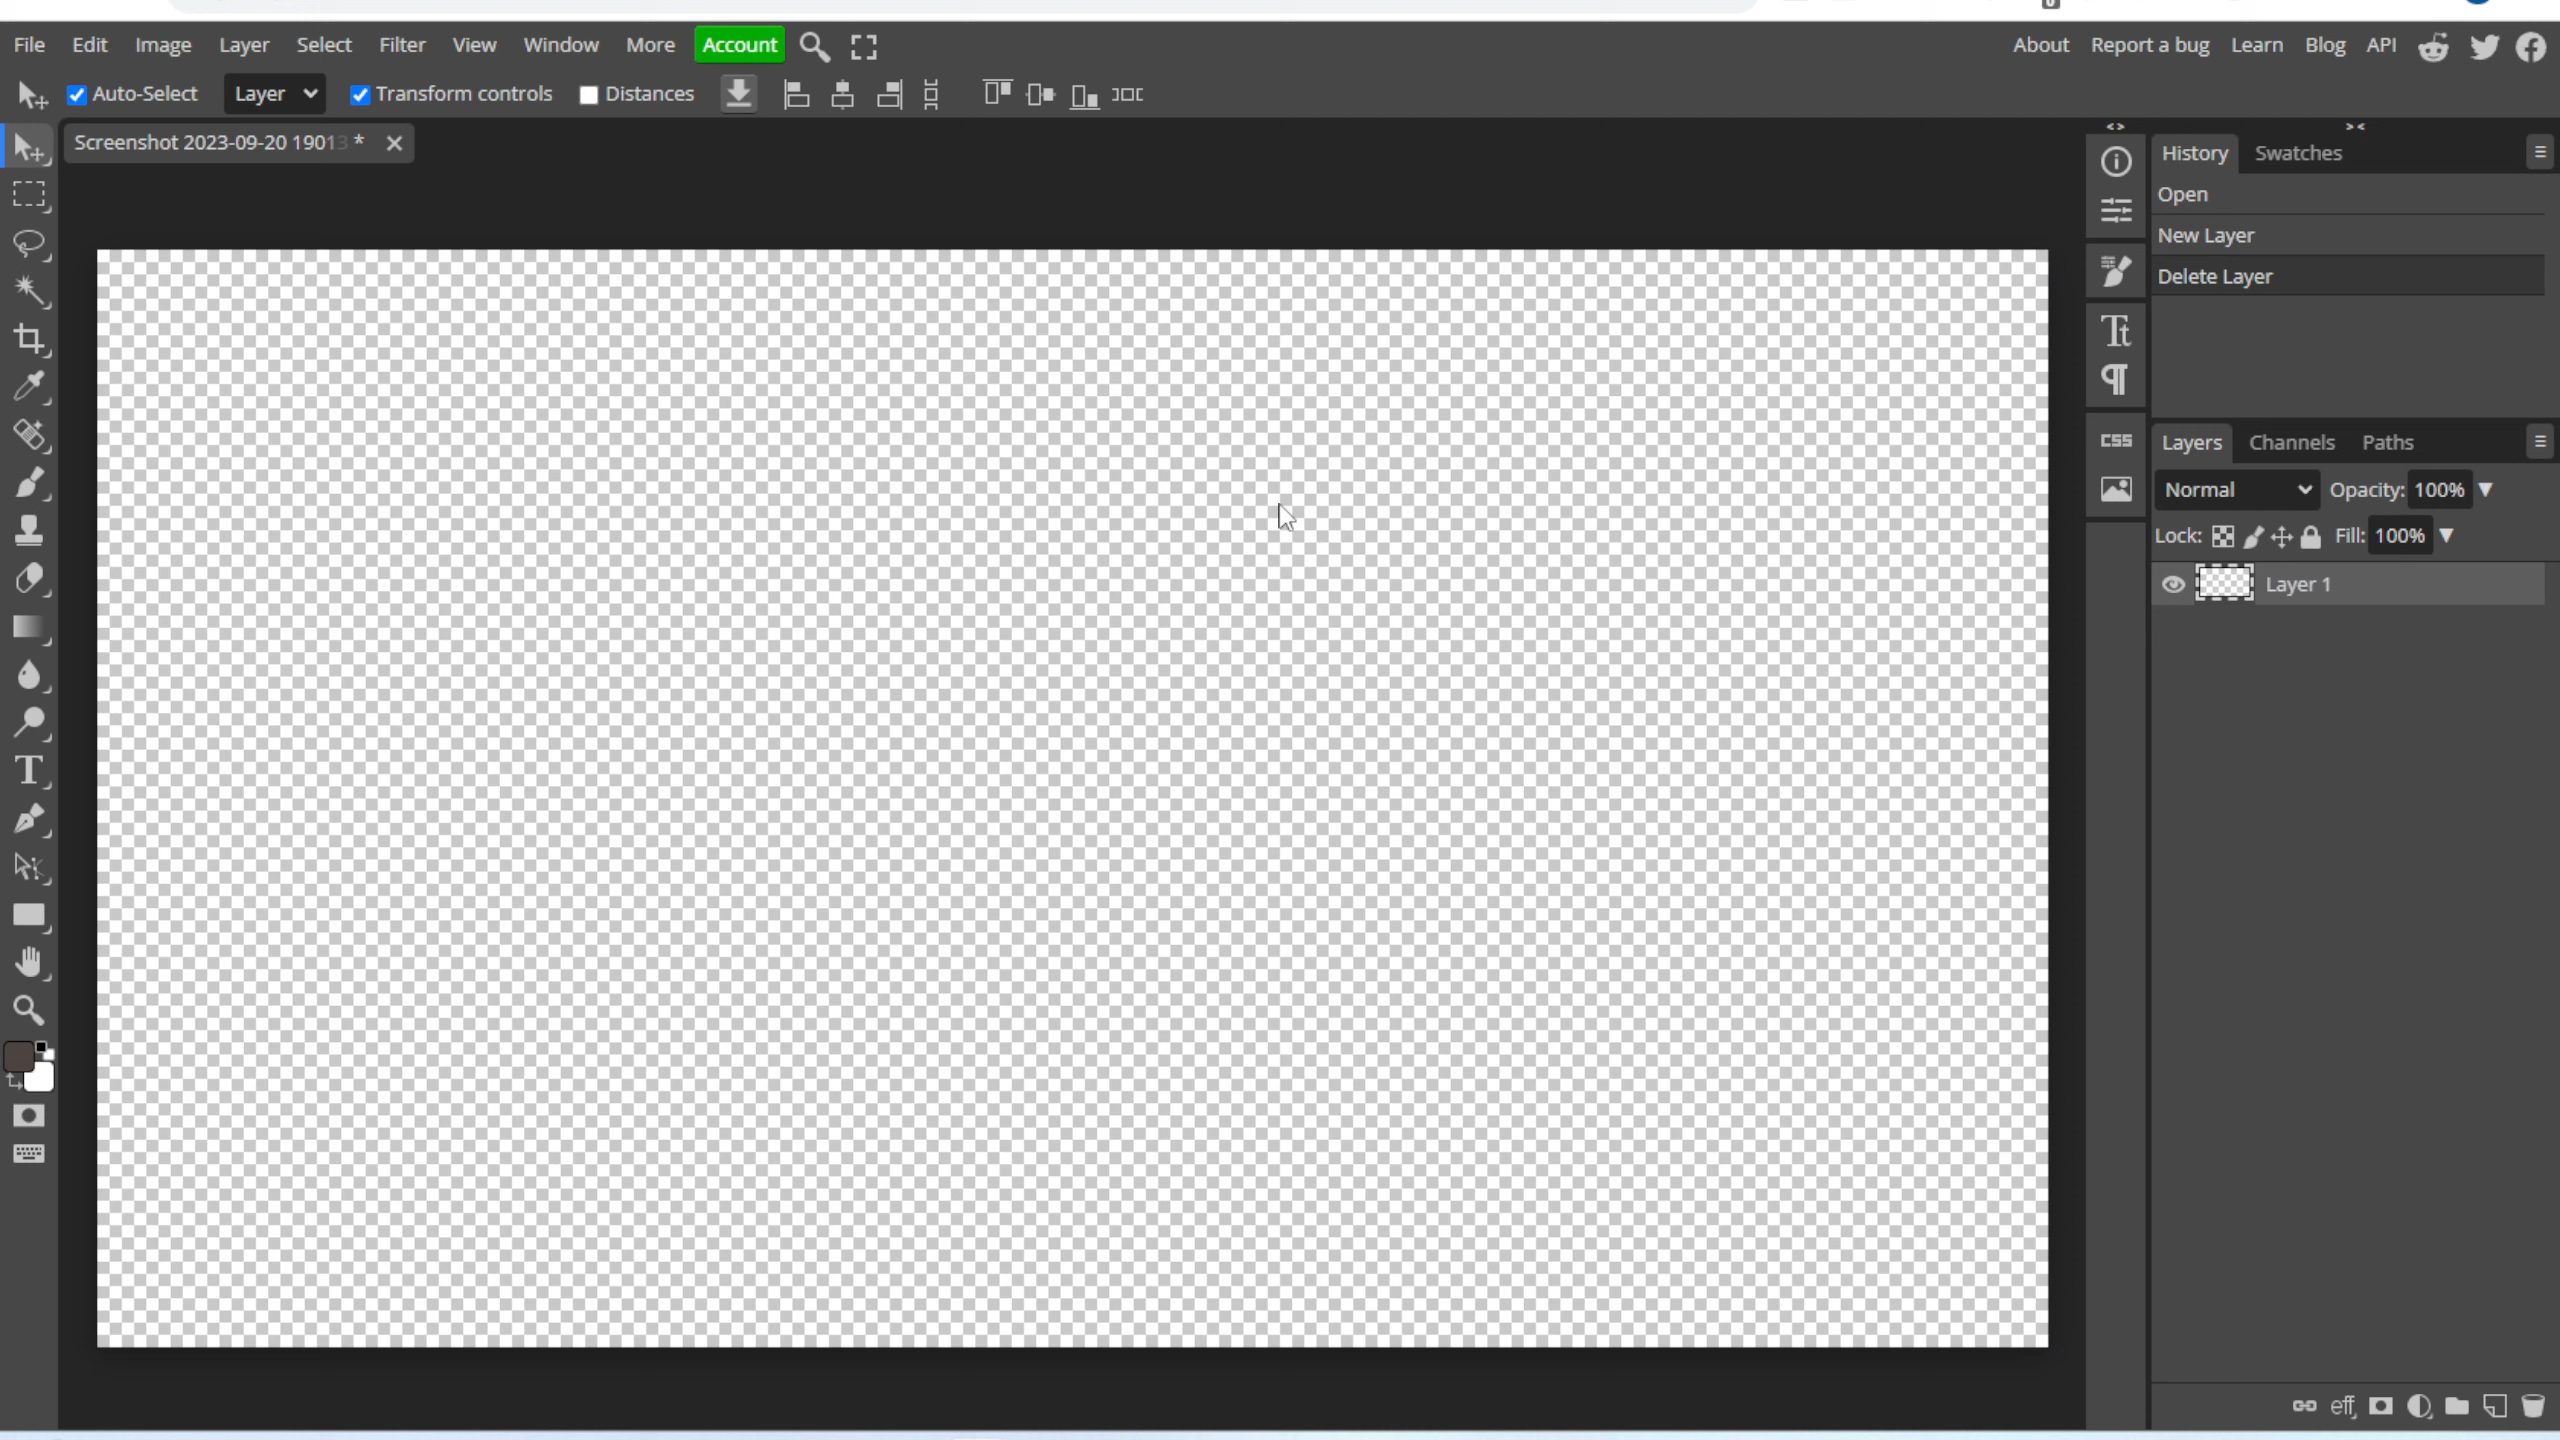 File Edit Image Layer Select Filter View Window More Account About Report a bug Learn Blog API
Auto-Select Layer Transform controls Distances
Screenshot 2023-09-20 19013 *
History Swatches
Open
New Layer
Delete Layer
CSS
Layers Channels Paths
Normal Opacity: 100%
Lock: Fill: 100%
Layer 1
eff